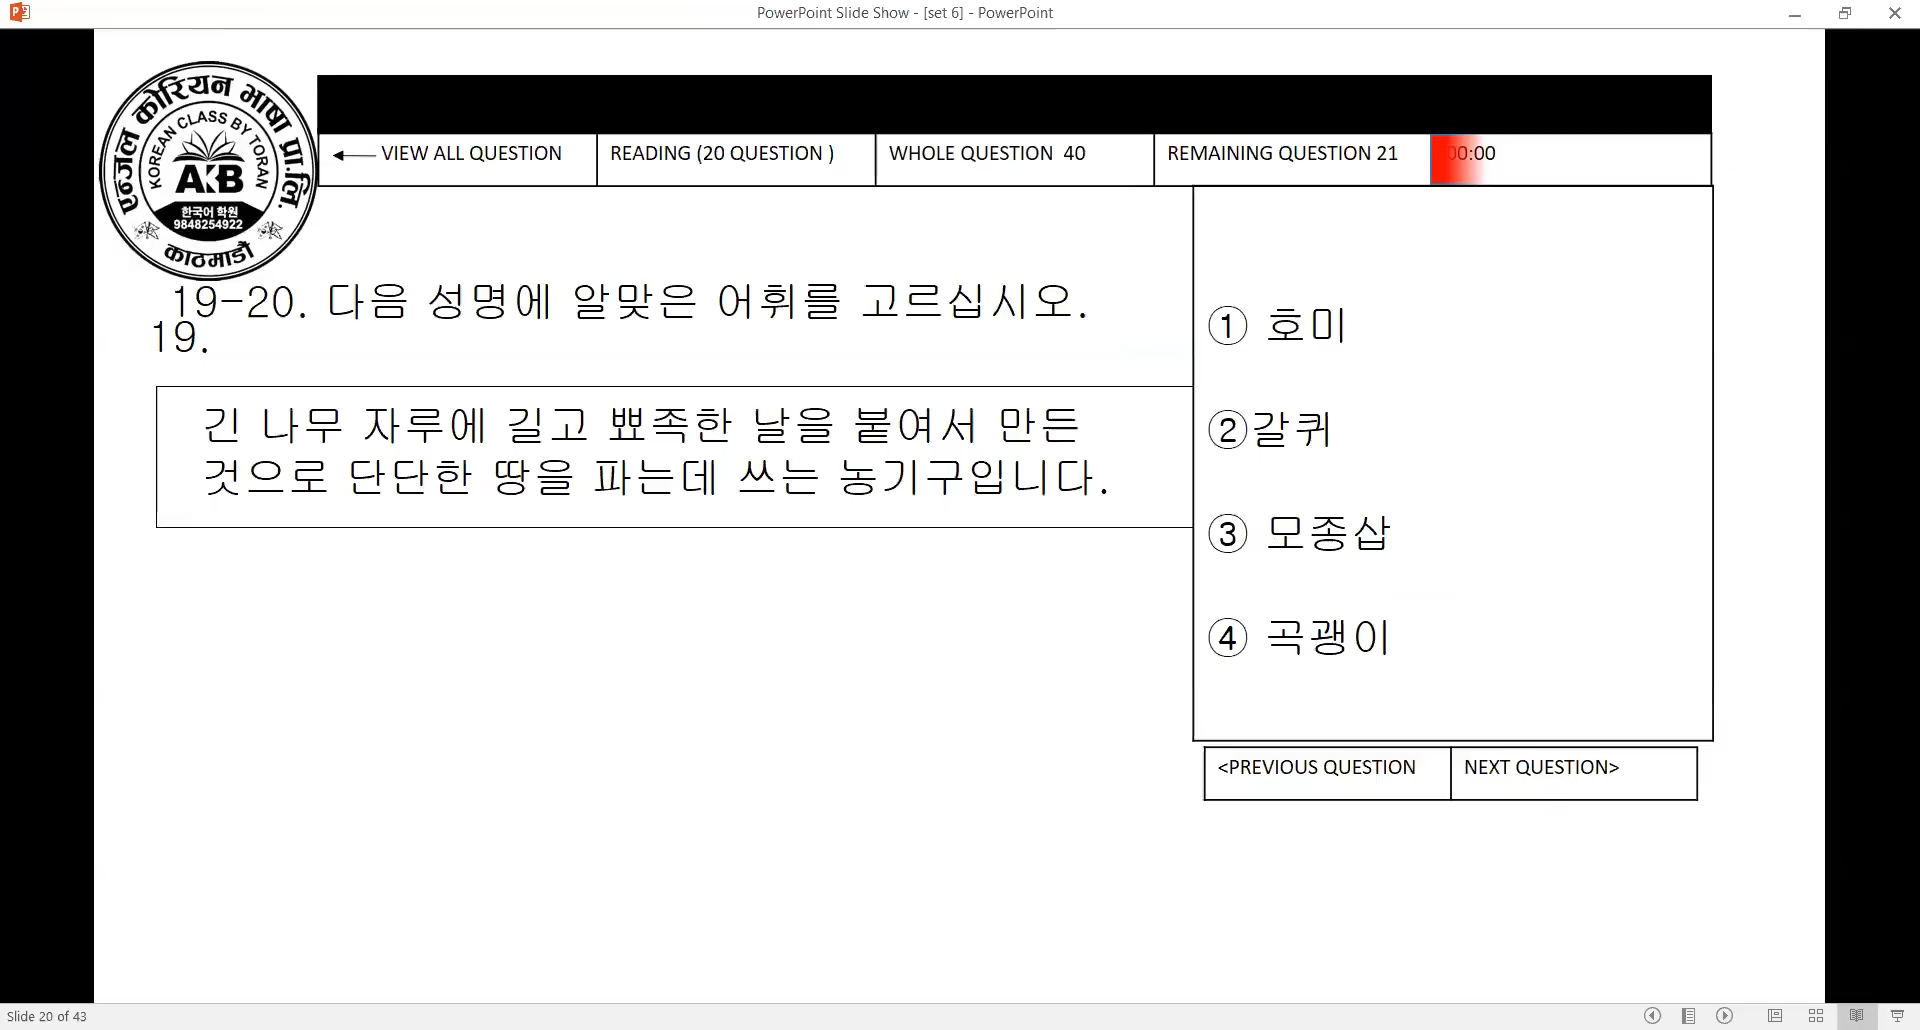 PowerPoint Slide Show - [set 6] - PowerPoint
एन्जल कोरियन भाषा प्रा.लि.
KOREAN CLASS BY TORAN
AKB
한국어 학원
9848254922
काठमाडौं
VIEW ALL QUESTION
READING (20 QUESTION )
WHOLE QUESTION 40
REMAINING QUESTION 21
00:00
19-20. 다음 성명에 알맞은 어휘를 고르십시오.
19.
긴 나무 자루에 길고 뾰족한 날을 붙여서 만든
것으로 단단한 땅을 파는데 쓰는 농기구입니다.
① 호미
②갈퀴
③ 모종삽
④ 곡괭이
<PREVIOUS QUESTION
NEXT QUESTION>
Slide 20 of 43